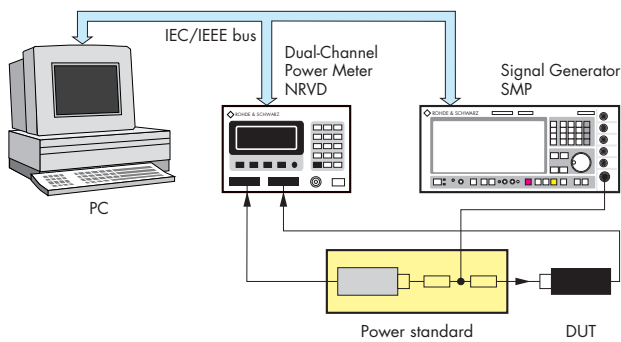 IEC/IEEE bus
Dual-Channel
Power Meter
NRVD
Signal Generator
SMP
ROHDE & SCHWARZ
ROHDE & SCHWARZ
PC
Power standard
DUT